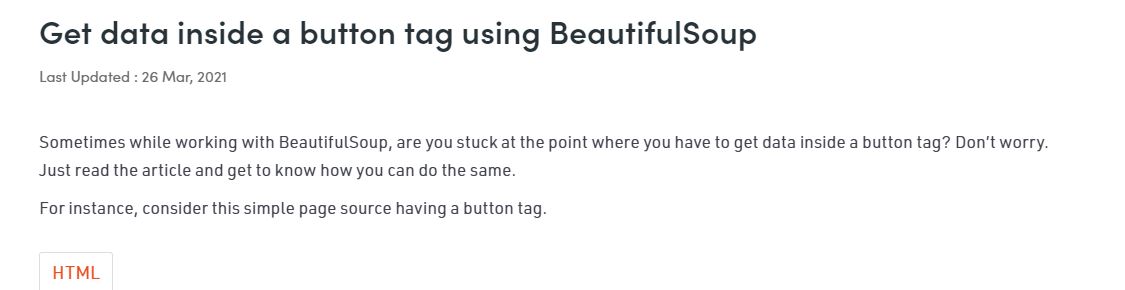 Get data inside a button tag using BeautifulSoup
Last Updated : 26 Mar, 2021
Sometimes while working with BeautifulSoup, are you stuck at the point where you have to get data inside a button tag? Don’t worry.
Just read the article and get to know how you can do the same.
For instance, consider this simple page source having a button tag.
HTML